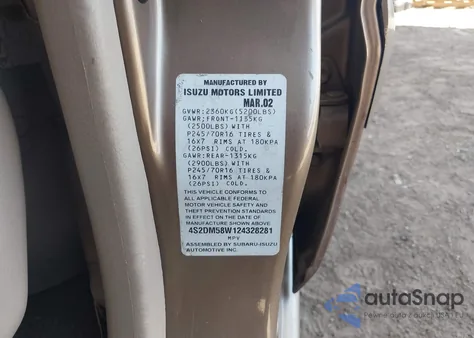 MANUFACTURED BY
ISUZU MOTORS LIMITED
MAR.02
GVWR:2360KG(5200LBS)
GAWR:FRONT-1135KG
(2500LBS)WITH
P245/70R16 TIRES &
16x7 RIMS AT 180KPA
(26PSI) COLD.
GAWR:REAR-1315KG
(2900LBS)WITH
P245/70R16 TIRES &
16x7 RIMS AT 180KPA
(26PSI) COLD.
THIS VEHICLE CONFORMS TO
ALL APPLICABLE FEDERAL
MOTOR VEHICLE SAFETY AND
THEFT PREVENTION STANDARDS
IN EFFECT ON THE DATE OF
MANUFACTURE SHOWN ABOVE.
4S2DM58W124328281
MPV
ASSEMBLED BY SUBARU-ISUZU
AUTOMOTIVE INC.
autoSnap